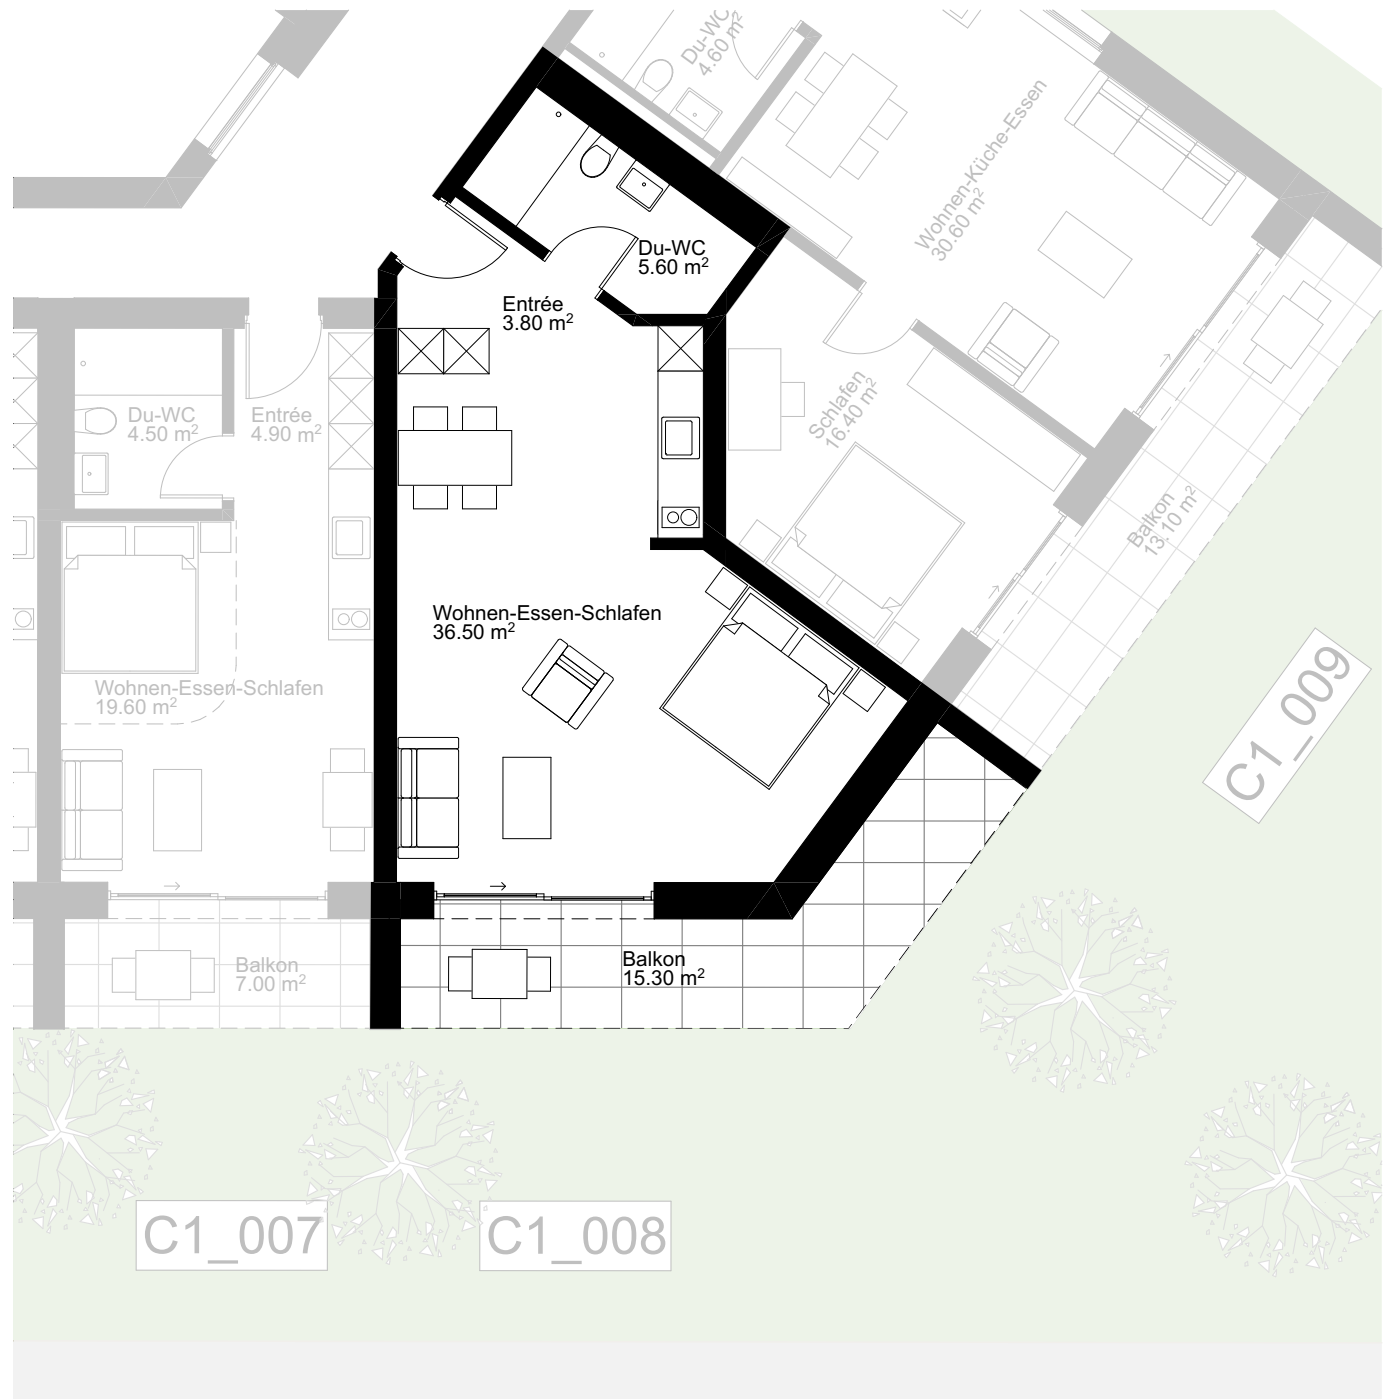 Du-WC
4.60 m²
Wohnen-Küche-Essen
30.60 m²
Du-WC
5.60 m²
Entrée
3.80 m²
Schlafen
16.40 m²
Du-WC
4.50 m²
Entrée
4.90 m²
Balkon
13.10 m²
Wohnen-Essen-Schlafen
36.50 m²
Wohnen-Essen-Schlafen
19.60 m²
C1_009
Balkon
7.00 m²
Balkon
15.30 m²
C1_007
C1_008